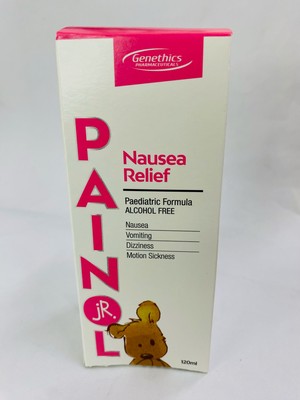 Genethics
PHARMACEUTICALS
PAINOL
JR.
Nausea
Relief
Paediatric Formula
ALCOHOL FREE
Nausea
Vomiting
Dizziness
Motion Sickness
120ml